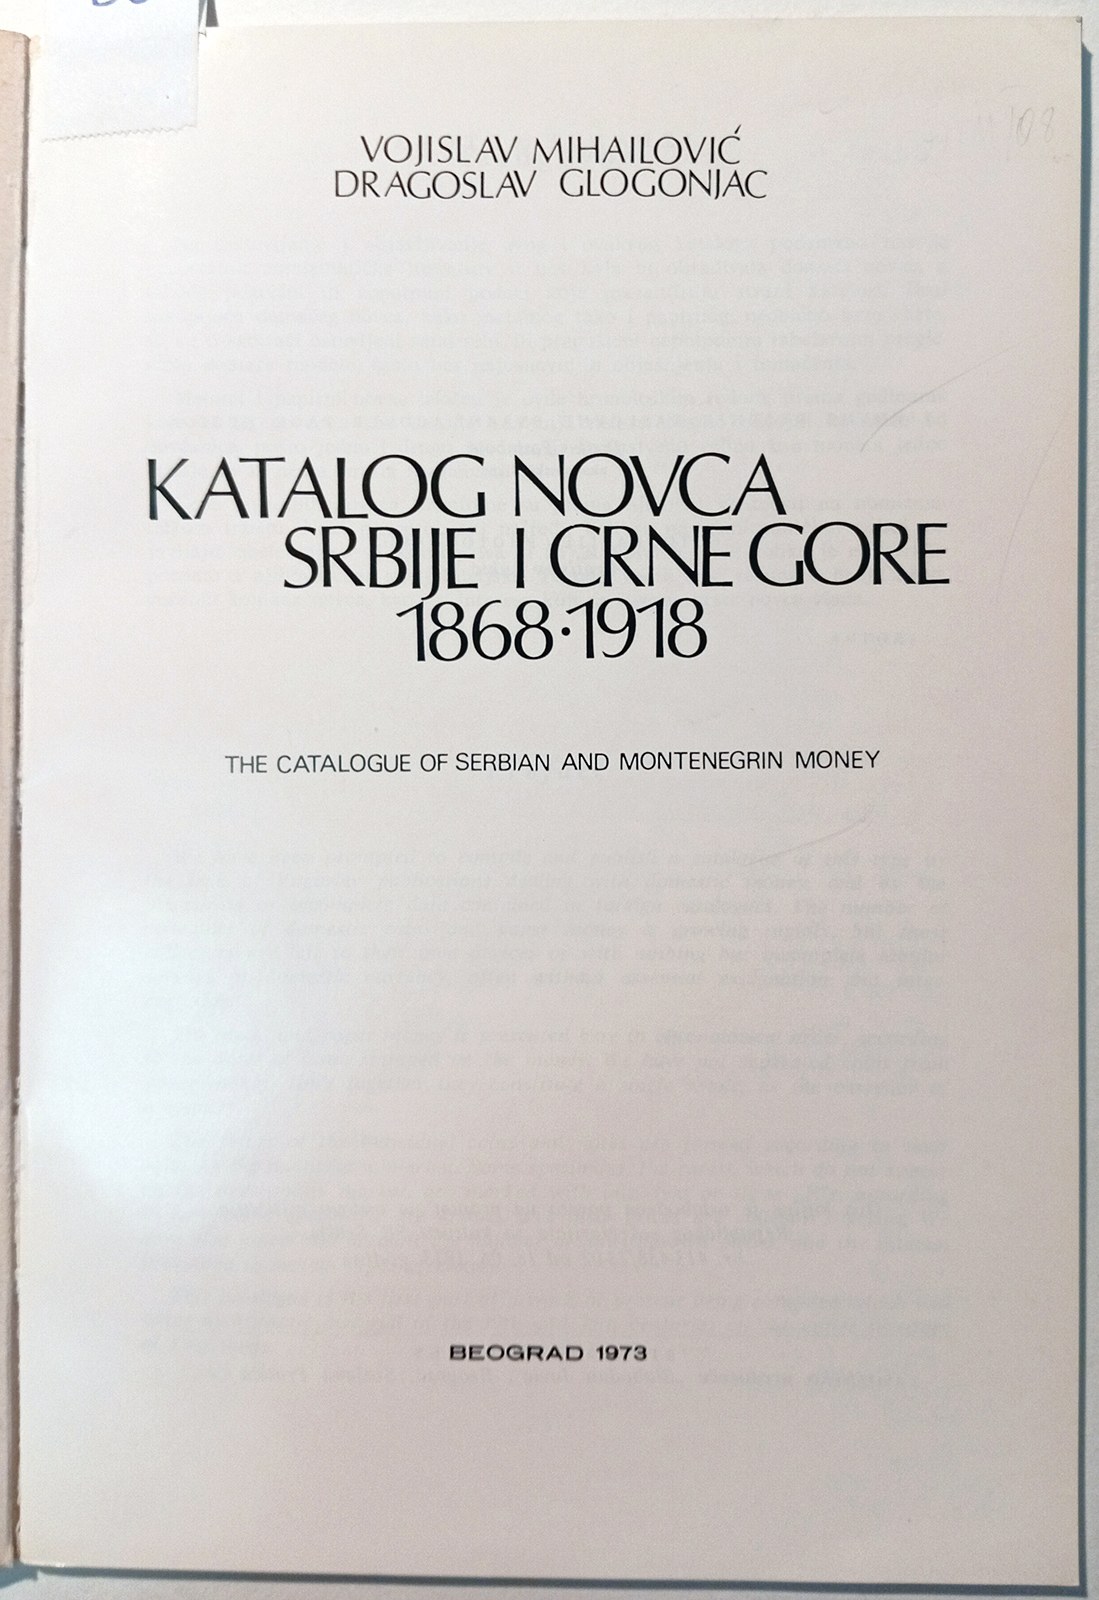 VOJISLAV MIHAILOVIĆ
DRAGOSLAV GLOGONJAC
KATALOG NOVCA
SRBIJE I CRNE GORE
1868·1918
THE CATALOGUE OF SERBIAN AND MONTENEGRIN MONEY
BEOGRAD 1973